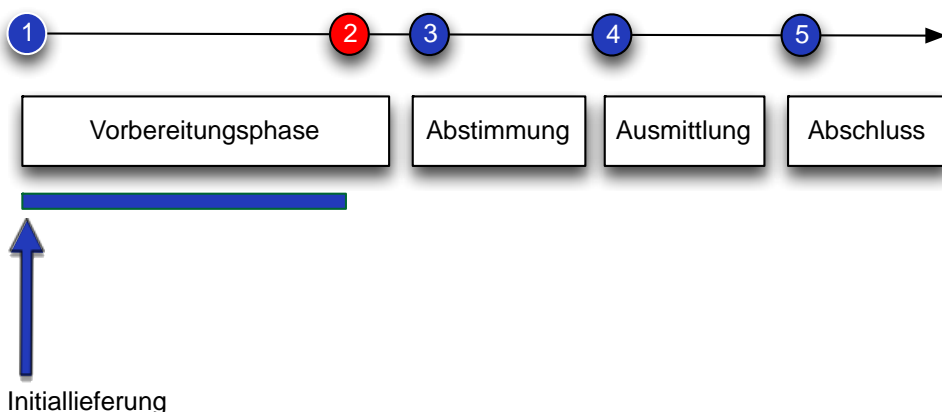 1 2 3 4 5
Vorbereitungsphase Abstimmung Ausmittlung Abschluss
Initiallieferung